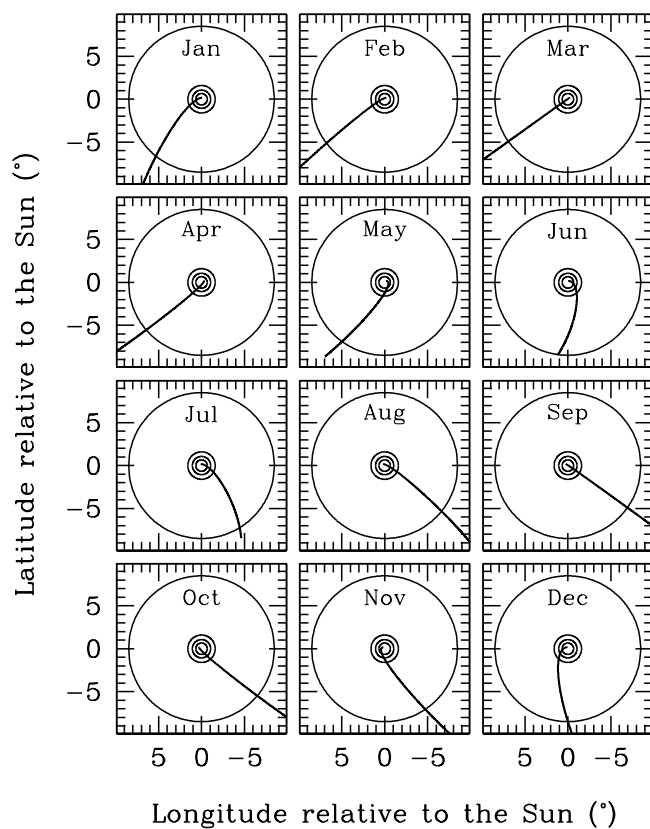 Jan Feb Mar
5
0
−5
Apr May Jun
5
0
−5
Jul Aug Sep
5
0
−5
Oct Nov Dec
5
0
−5
5 0 −5 5 0 −5 5 0 −5
Latitude relative to the Sun (°)
Longitude relative to the Sun (°)